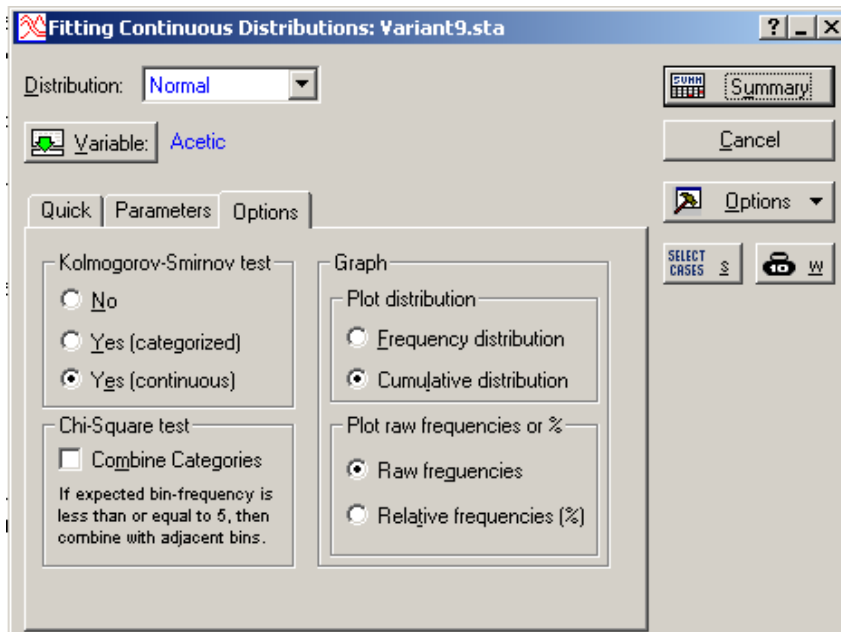 Fitting Continuous Distributions: Variant9.sta
Distribution: Normal
Variable: Acetic
Quick Parameters Options
Kolmogorov-Smirnov test
No
Yes (categorized)
Yes (continuous)
Chi-Square test
Combine Categories
If expected bin-frequency is
less than or equal to 5, then
combine with adjacent bins.
Graph
Plot distribution
Frequency distribution
Cumulative distribution
Plot raw frequencies or %
Raw frequencies
Relative frequencies (%)
SUMM Summary
Cancel
Options
SELECT CASES S
10 W